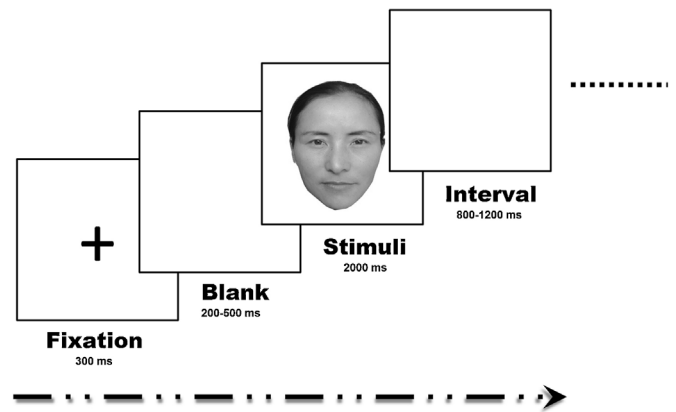 Fixation
300 ms
Blank
200-500 ms
Stimuli
2000 ms
Interval
800-1200 ms